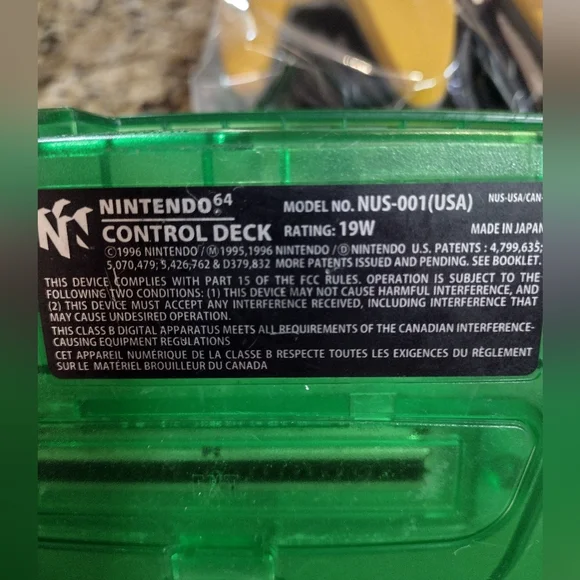 NINTENDO64 MODEL NO. NUS-001(USA) NUS-USA/CAN-
CONTROL DECK RATING: 19W MADE IN JAPAN
©1996 NINTENDO/Ⓜ1995,1996 NINTENDO/Ⓓ NINTENDO U.S. PATENTS : 4,799,635;
5,070,479; 5,426,762 & D379,832 MORE PATENTS ISSUED AND PENDING. SEE BOOKLET.
THIS DEVICE COMPLIES WITH PART 15 OF THE FCC RULES. OPERATION IS SUBJECT TO THE
FOLLOWING TWO CONDITIONS: (1) THIS DEVICE MAY NOT CAUSE HARMFUL INTERFERENCE, AND
(2) THIS DEVICE MUST ACCEPT ANY INTERFERENCE RECEIVED, INCLUDING INTERFERENCE THAT
MAY CAUSE UNDESIRED OPERATION.
THIS CLASS B DIGITAL APPARATUS MEETS ALL REQUIREMENTS OF THE CANADIAN INTERFERENCE-
CAUSING EQUIPMENT REGULATIONS
CET APPAREIL NUMÉRIQUE DE LA CLASSE B RESPECTE TOUTES LES EXIGENCES DU RÈGLEMENT
SUR LE MATÉRIEL BROUILLEUR DU CANADA